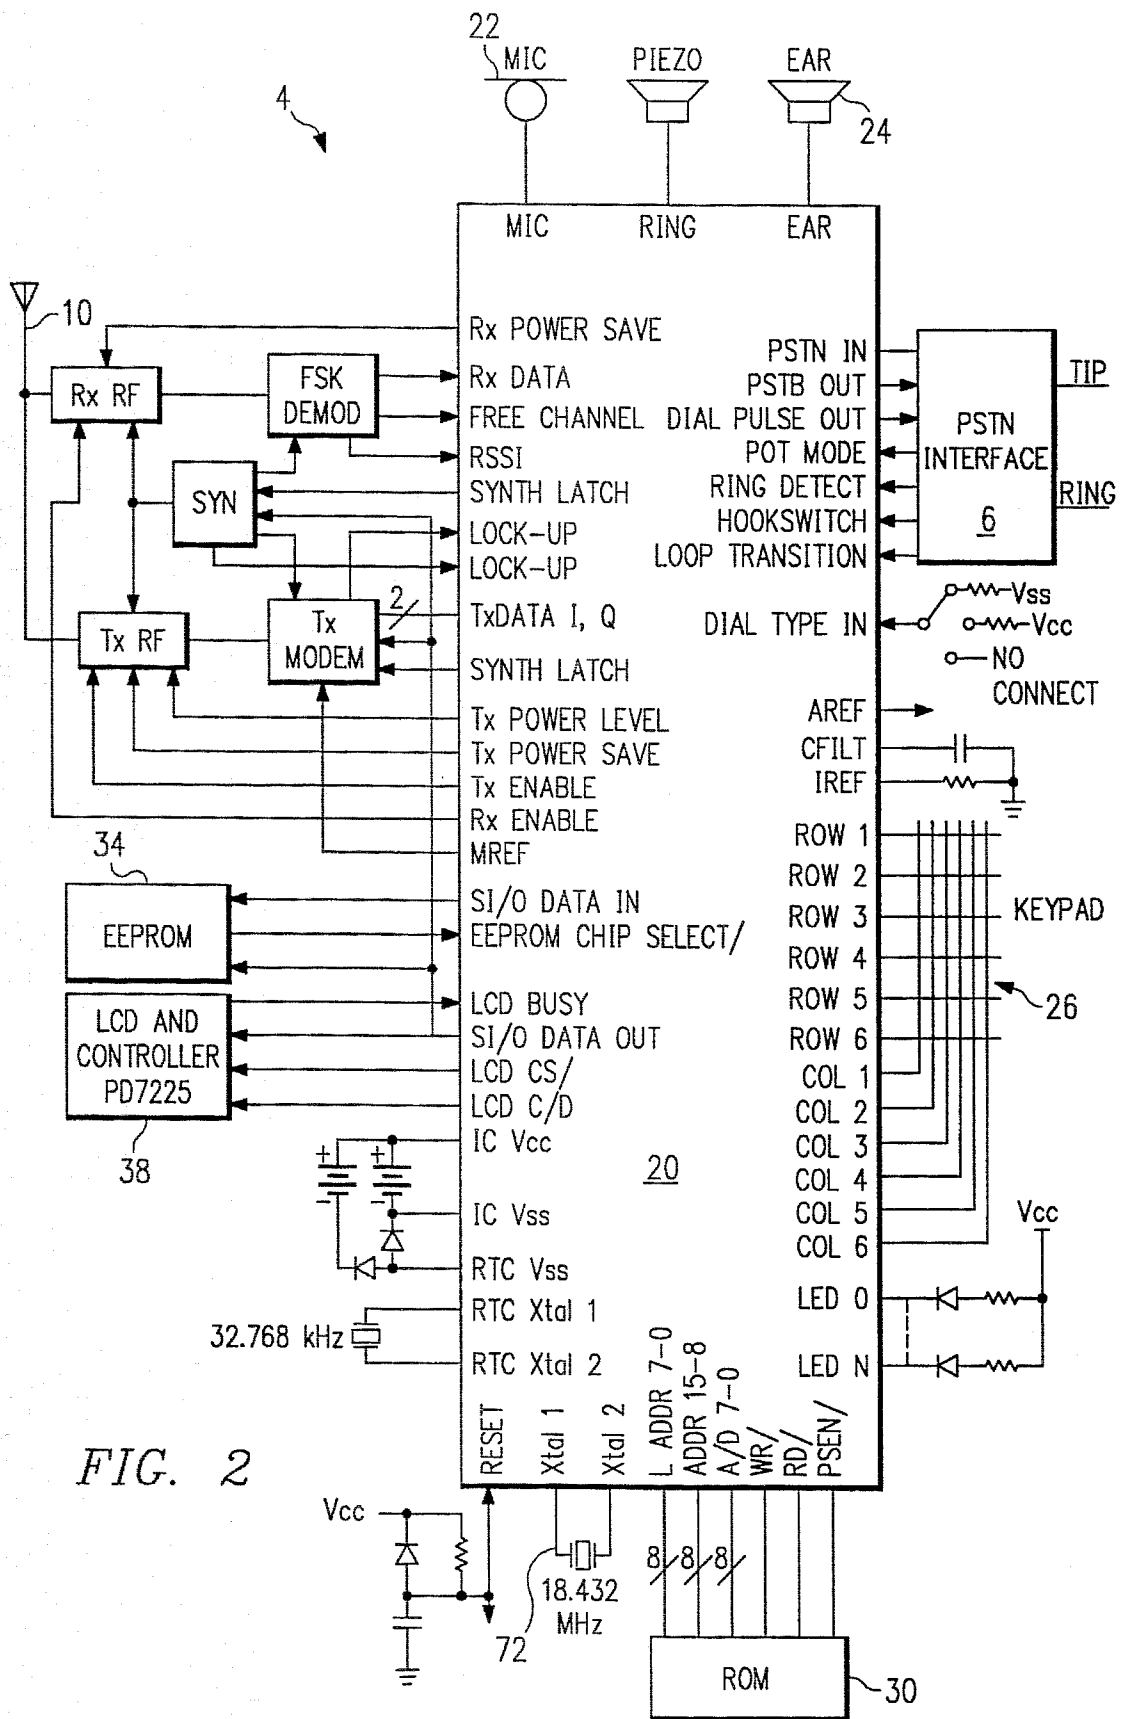 22
MIC
PIEZO
EAR
24
4
MIC
RING
EAR
10
Rx POWER SAVE
Rx RF
FSK
DEMOD
Rx DATA
FREE CHANNEL
RSSI
SYN
SYNTH LATCH
LOCK-UP
LOCK-UP
2
TxDATA I, Q
Tx RF
Tx
MODEM
SYNTH LATCH
Tx POWER LEVEL
Tx POWER SAVE
Tx ENABLE
Rx ENABLE
MREF
PSTN IN
PSTB OUT
DIAL PULSE OUT
POT MODE
RING DETECT
HOOKSWITCH
LOOP TRANSITION
PSTN
INTERFACE
6
TIP
RING
DIAL TYPE IN
Vss
Vcc
NO
CONNECT
AREF
CFILT
IREF
34
EEPROM
SI/O DATA IN
EEPROM CHIP SELECT/
LCD AND
CONTROLLER
PD7225
38
LCD BUSY
SI/O DATA OUT
LCD CS/
LCD C/D
IC Vcc
+
+
-
-
IC Vss
RTC Vss
32.768 kHz
RTC Xtal 1
RTC Xtal 2
20
ROW 1
ROW 2
ROW 3
ROW 4
ROW 5
ROW 6
KEYPAD
26
COL 1
COL 2
COL 3
COL 4
COL 5
COL 6
Vcc
LED 0
LED N
RESET
Xtal 1
Xtal 2
L ADDR 7-0
ADDR 15-8
A/D 7-0
WR/
RD/
PSEN/
FIG. 2
Vcc
18.432
MHz
72
8
8
8
ROM
30